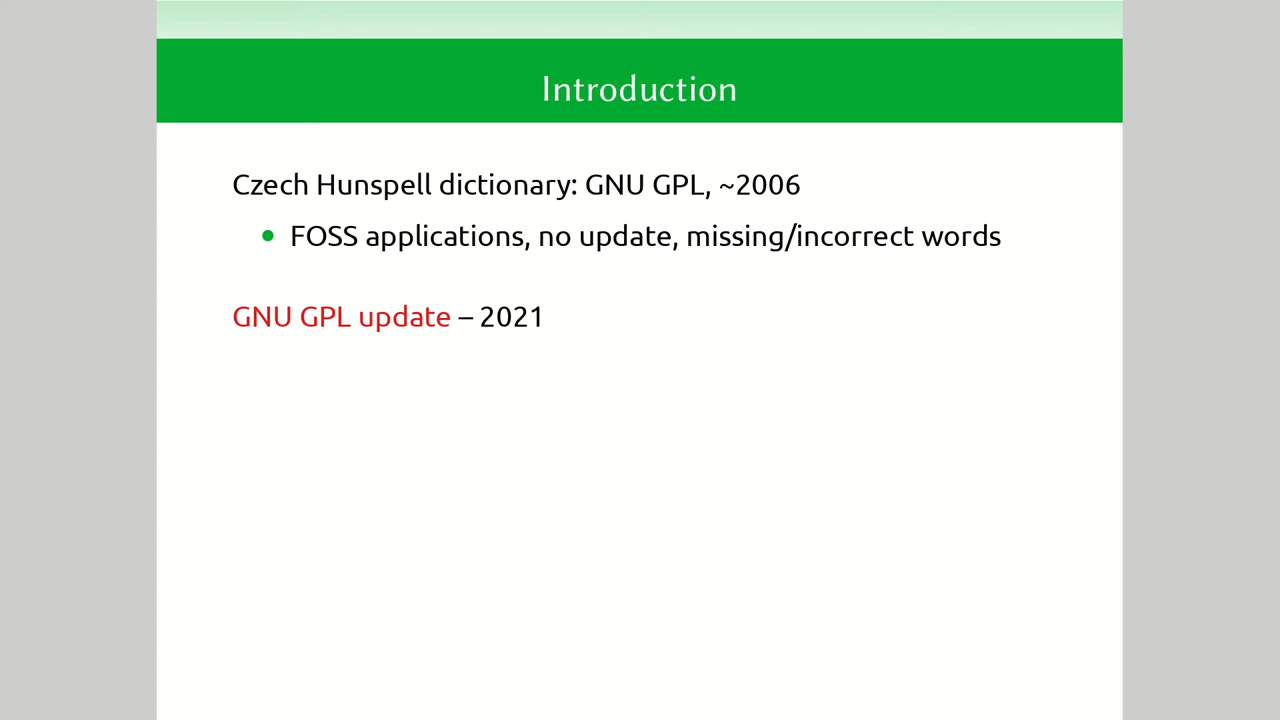 Introduction
Czech Hunspell dictionary: GNU GPL, ~2006
• FOSS applications, no update, missing/incorrect words
GNU GPL update – 2021